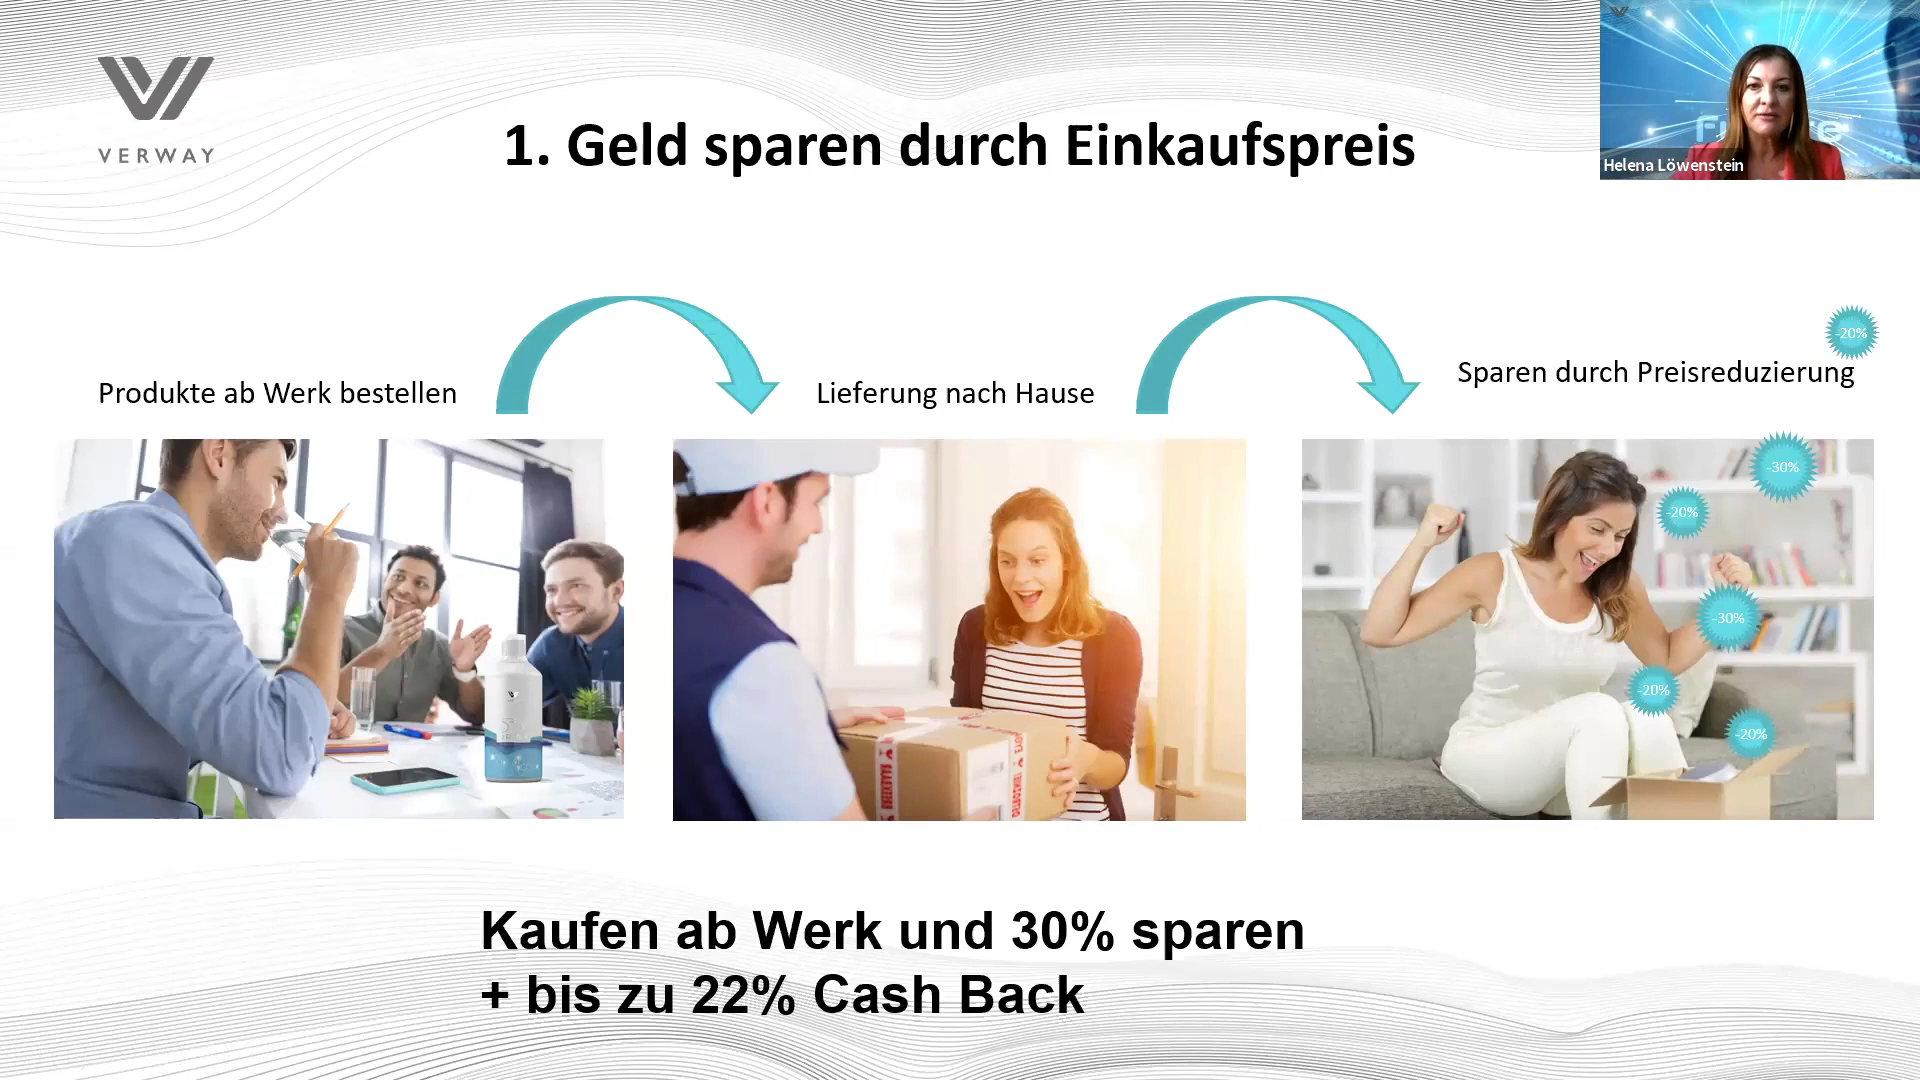 VERWAY
1. Geld sparen durch Einkaufspreis
Helena Löwenstein
Produkte ab Werk bestellen
Lieferung nach Hause
Sparen durch Preisreduzierung
-20%
-30%
-20%
-30%
-20%
-20%
Kaufen ab Werk und 30% sparen
+ bis zu 22% Cash Back